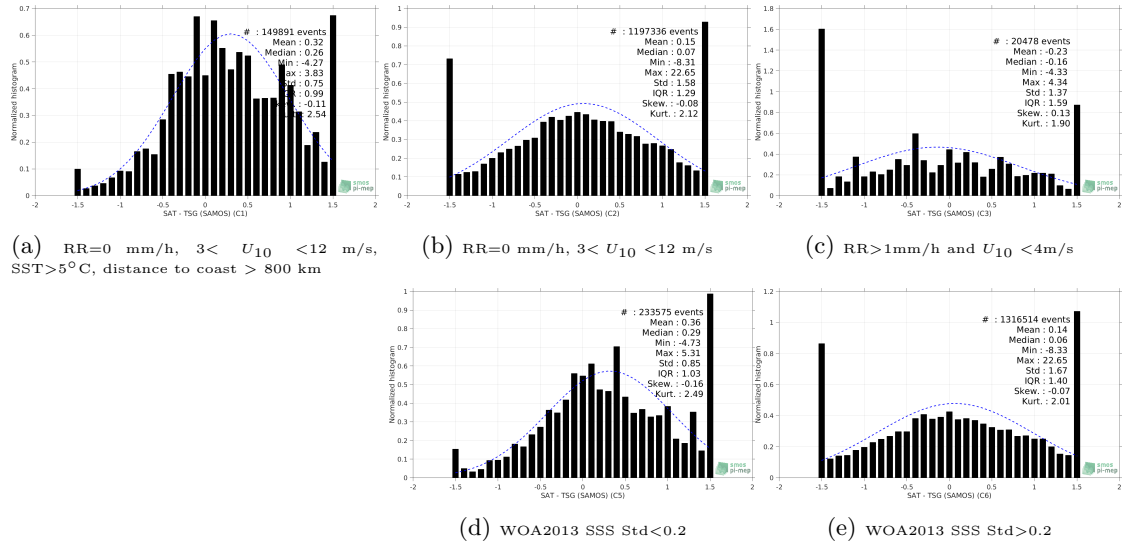 0.7
0.6
0.5
0.4
0.3
0.2
0.1
0
Normalized histogram
# : 149891 events
Mean : 0.32
Median : 0.26
Min : -4.27
Max : 3.83
Std : 0.75
: 0.99
: -0.11
: 2.54
-2 -1.5 -1 -0.5 0 0.5 1 1.5 2
SAT - TSG (SAMOS) (C1)
smos
pi-mep
(a) RR=0 mm/h, 3< U10 <12 m/s,
SST>5°C, distance to coast > 800 km
1
0.9
0.8
0.7
0.6
0.5
0.4
0.3
0.2
0.1
0
Normalized histogram
# : 1197336 events
Mean : 0.15
Median : 0.07
Min : -8.31
Max : 22.65
Std : 1.58
IQR : 1.29
Skew. : -0.08
Kurt. : 2.12
-2 -1.5 -1 -0.5 0 0.5 1 1.5 2
SAT - TSG (SAMOS) (C2)
smos
pi-mep
(b) RR=0 mm/h, 3< U10 <12 m/s
1.8
1.6
1.4
1.2
1
0.8
0.6
0.4
0.2
0
Normalized histogram
# : 20478 events
Mean : -0.23
Median : -0.16
Min : -4.33
Max : 4.34
Std : 1.37
IQR : 1.59
Skew. : 0.13
Kurt. : 1.90
-2 -1.5 -1 -0.5 0 0.5 1 1.5 2
SAT - TSG (SAMOS) (C3)
smos
pi-mep
(c) RR>1mm/h and U10 <4m/s
1
0.9
0.8
0.7
0.6
0.5
0.4
0.3
0.2
0.1
0
Normalized histogram
# : 233575 events
Mean : 0.36
Median : 0.29
Min : -4.73
Max : 5.31
Std : 0.85
IQR : 1.03
Skew. : -0.16
Kurt. : 2.49
-2 -1.5 -1 -0.5 0 0.5 1 1.5 2
SAT - TSG (SAMOS) (C5)
smos
pi-mep
(d) WOA2013 SSS Std<0.2
1.2
1
0.8
0.6
0.4
0.2
0
Normalized histogram
# : 1316514 events
Mean : 0.14
Median : 0.06
Min : -8.33
Max : 22.65
Std : 1.67
IQR : 1.40
Skew. : -0.07
Kurt. : 2.01
-2 -1.5 -1 -0.5 0 0.5 1 1.5 2
SAT - TSG (SAMOS) (C6)
smos
pi-mep
(e) WOA2013 SSS Std>0.2